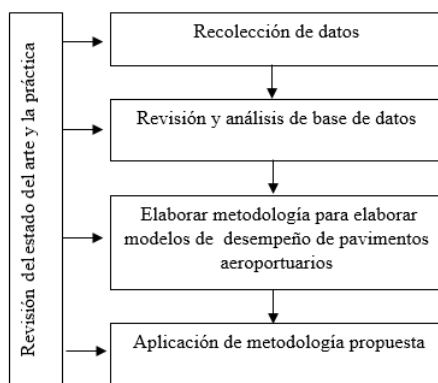 Revisión del estado del arte y la práctica
Recolección de datos
Revisión y análisis de base de datos
Elaborar metodología para elaborar
modelos de desempeño de pavimentos
aeroportuarios
Aplicación de metodología propuesta